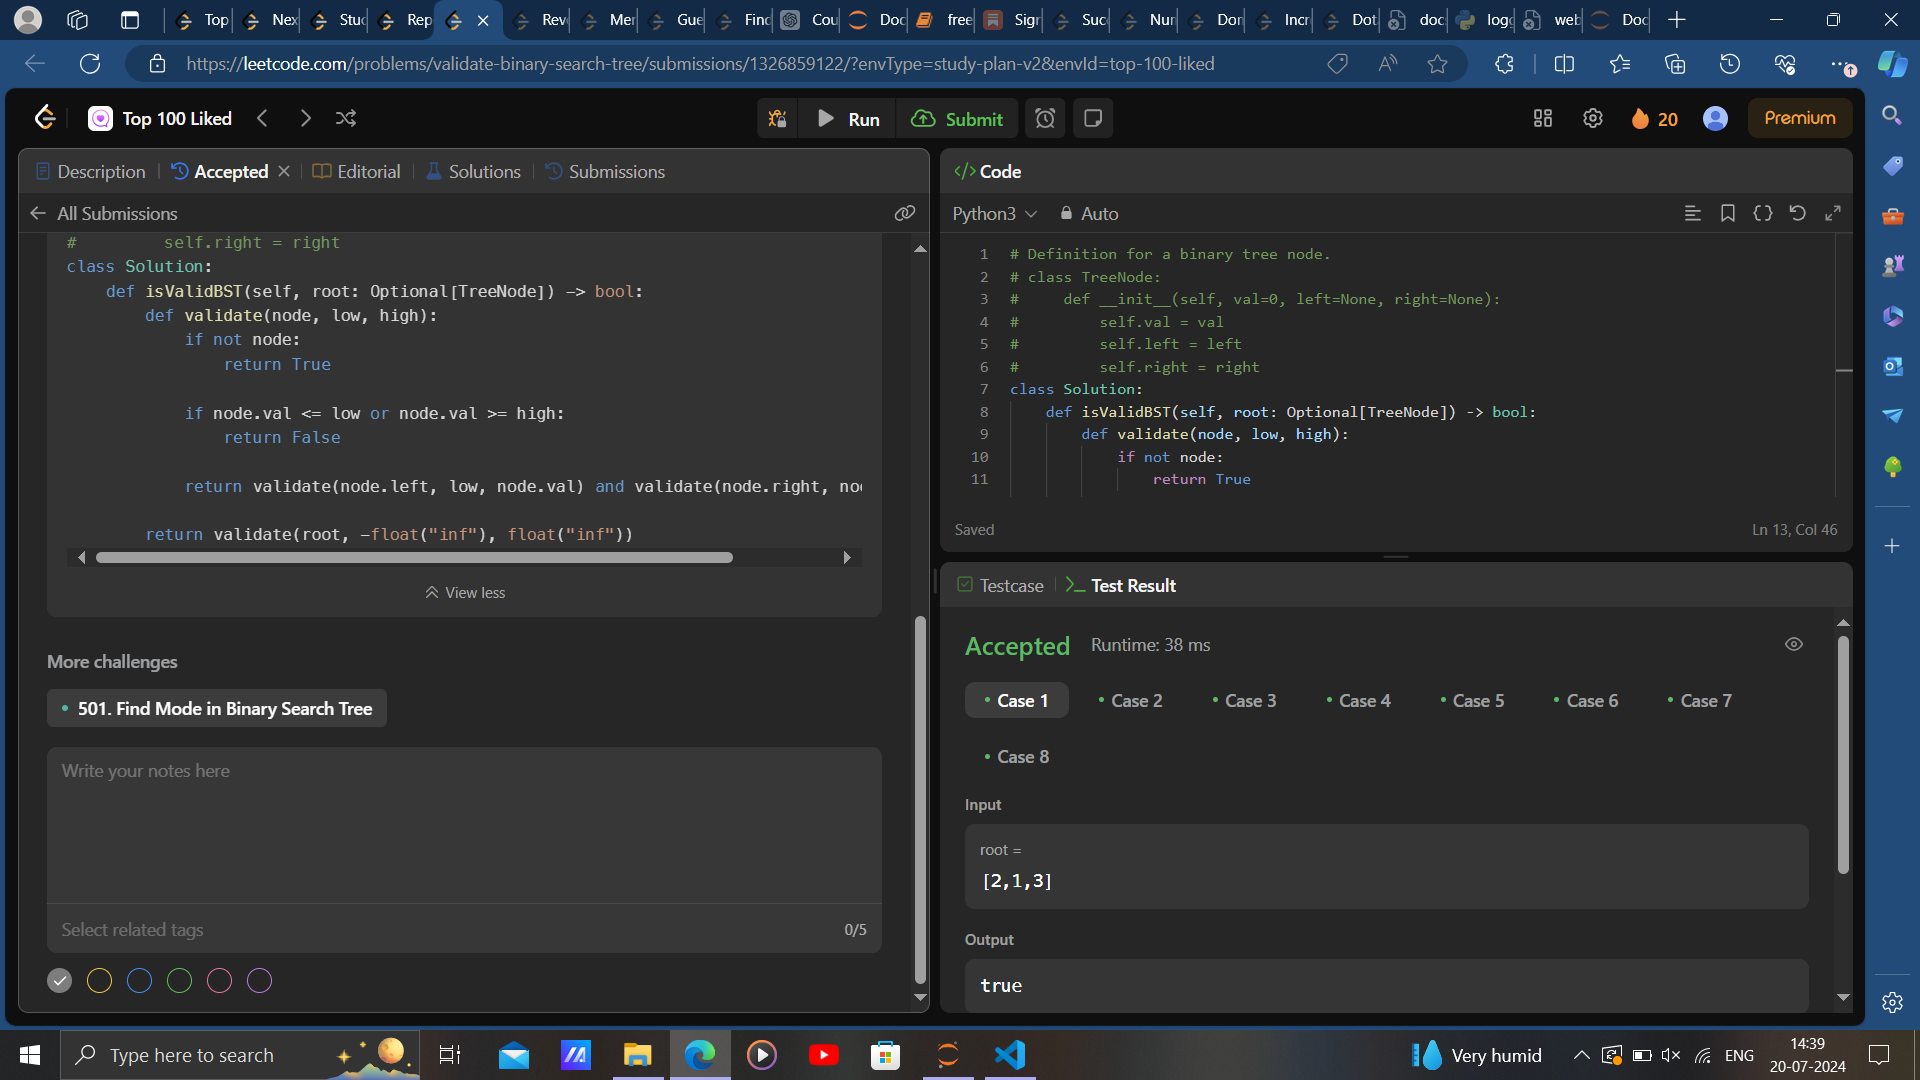 Top
Nex
Stu
Rep
Rev
Mer
Gue
Fin
Cou
Doc
free
Sigr
Suc
Nur
Dor
Incr
Dot
doc
logg
web
Doc
https://leetcode.com/problems/validate-binary-search-tree/submissions/1326859122/?envType=study-plan-v2&envId=top-100-liked
Top 100 Liked
Run
Submit
20
Premium
Description
Accepted
Editorial
Solutions
Submissions
All Submissions
#         self.right = right
class Solution:
    def isValidBST(self, root: Optional[TreeNode]) -> bool:
        def validate(node, low, high):
            if not node:
                return True
            if node.val <= low or node.val >= high:
                return False
            return validate(node.left, low, node.val) and validate(node.right, no
        return validate(root, -float("inf"), float("inf"))
View less
More challenges
501. Find Mode in Binary Search Tree
Write your notes here
Select related tags
0/5
</> Code
Python3
Auto
1 # Definition for a binary tree node.
2 # class TreeNode:
3 #     def __init__(self, val=0, left=None, right=None):
4 #         self.val = val
5 #         self.left = left
6 #         self.right = right
7 class Solution:
8     def isValidBST(self, root: Optional[TreeNode]) -> bool:
9         def validate(node, low, high):
10             if not node:
11                 return True
Saved
Ln 13, Col 46
Testcase
Test Result
Accepted
Runtime: 38 ms
Case 1
Case 2
Case 3
Case 4
Case 5
Case 6
Case 7
Case 8
Input
root =
[2,1,3]
Output
true
Type here to search
Very humid
ENG
14:39
20-07-2024